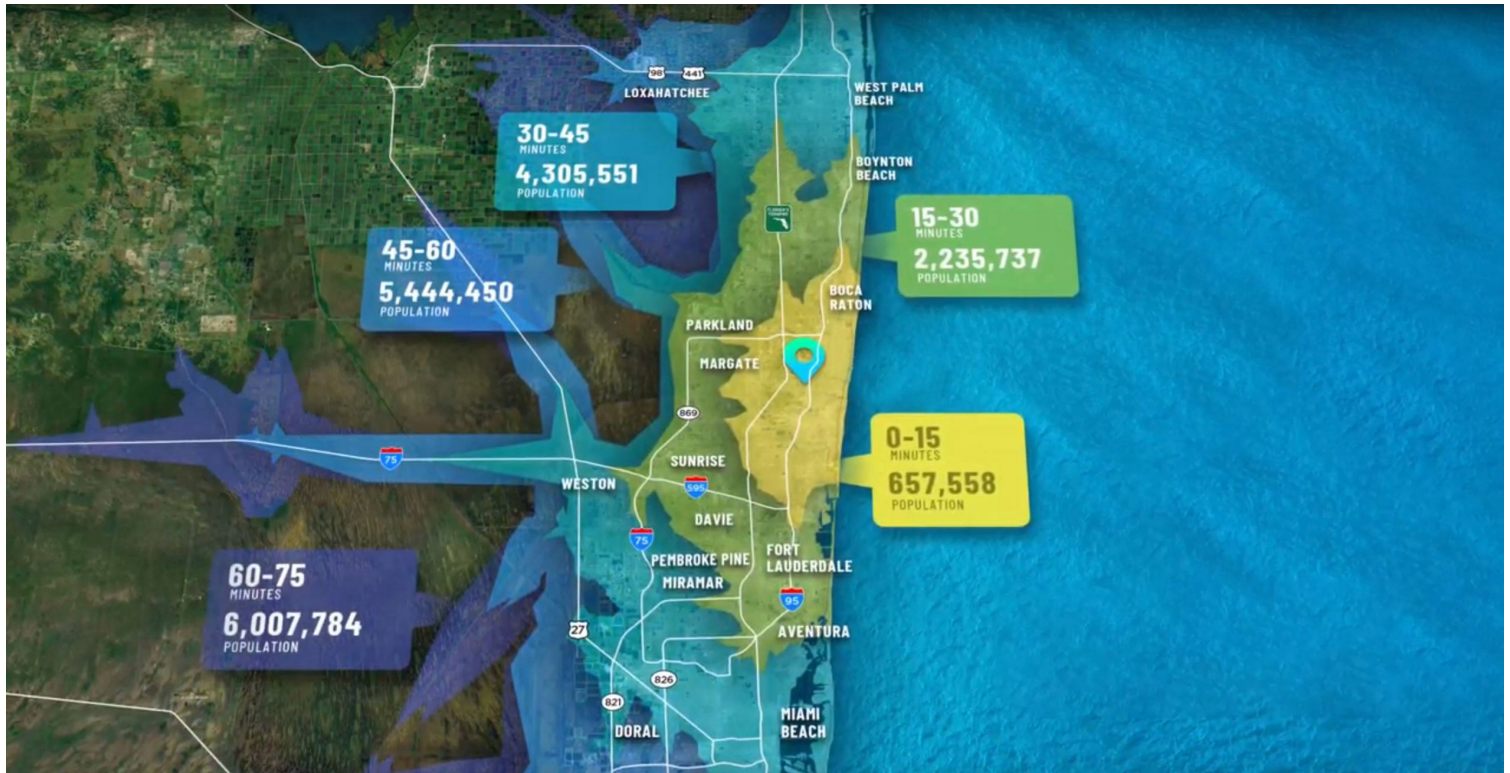 98
441
LOXAHATCHEE
WEST PALM
BEACH
30-45
MINUTES
4,305,551
POPULATION
BOYNTON
BEACH
15-30
MINUTES
2,235,737
POPULATION
45-60
MINUTES
5,444,450
POPULATION
BOCA
RATON
PARKLAND
MARGATE
869
0-15
MINUTES
657,558
POPULATION
75
SUNRISE
WESTON
595
DAVIE
75
PEMBROKE PINE
MIRAMAR
FORT
LAUDERDALE
60-75
MINUTES
6,007,784
POPULATION
95
27
AVENTURA
826
821
DORAL
MIAMI
BEACH